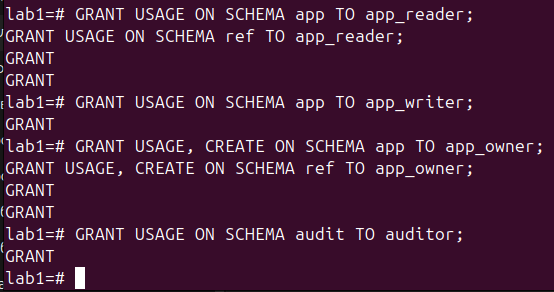 lab1=# GRANT USAGE ON SCHEMA app TO app_reader;
GRANT USAGE ON SCHEMA ref TO app_reader;
GRANT
GRANT
lab1=# GRANT USAGE ON SCHEMA app TO app_writer;
GRANT
lab1=# GRANT USAGE, CREATE ON SCHEMA app TO app_owner;
GRANT USAGE, CREATE ON SCHEMA ref TO app_owner;
GRANT
GRANT
lab1=# GRANT USAGE ON SCHEMA audit TO auditor;
GRANT
lab1=#